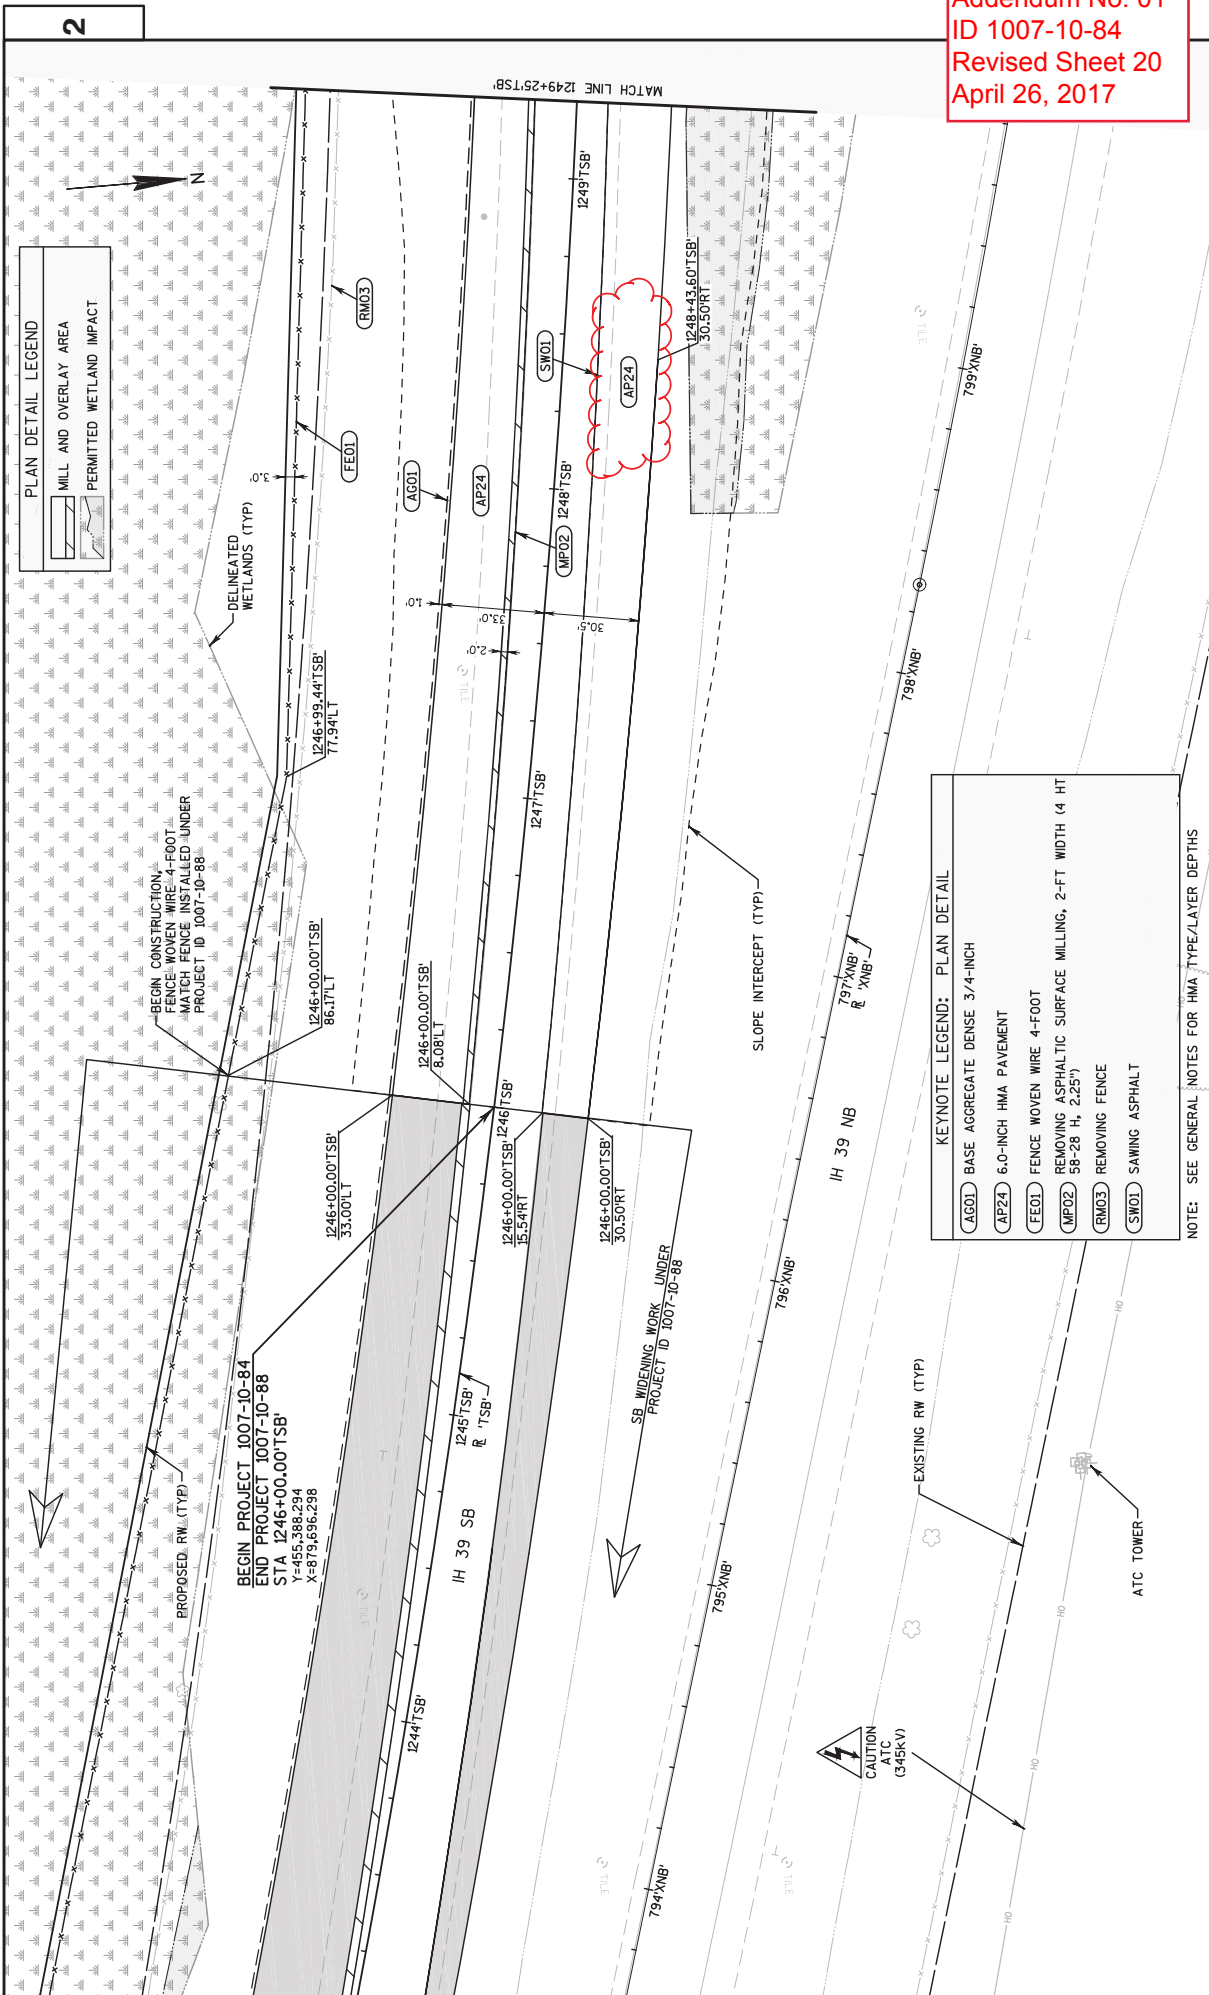 2
Addendum No. 01
ID 1007-10-84
Revised Sheet 20
April 26, 2017
MATCH LINE 1249+25'TSB'
N
PLAN DETAIL LEGEND
MILL AND OVERLAY AREA
PERMITTED WETLAND IMPACT
DELINEATED
WETLANDS (TYP)
3.0'
FE01
RM03
AG01
AP24
MP02
SW01
AP24
1249'TSB'
1248'TSB'
1247'TSB'
1246'TSB'
1245'TSB'
1244'TSB'
1248+43.60'TSB'
30.50'RT
1.0'
33.0'
2.0'
30.5'
TILE
TILE
TILE
TILE
TILE
T
T
T
1246+99.44'TSB'
77.94'LT
BEGIN CONSTRUCTION,
FENCE WOVEN WIRE 4-FOOT
MATCH FENCE INSTALLED UNDER
PROJECT ID 1007-10-88
1246+00.00'TSB'
86.17'LT
1246+00.00'TSB'
8.08'LT
1246+00.00'TSB'
33.00'LT
1246+00.00'TSB'
15.54'RT
1246+00.00'TSB'
30.50'RT
BEGIN PROJECT 1007-10-84
END PROJECT 1007-10-88
STA 1246+00.00'TSB'
Y=455,388.294
X=879,696.298
PROPOSED RW (TYP)
R 'TSB'
IH 39 SB
SB WIDENING WORK UNDER
PROJECT ID 1007-10-88
SLOPE INTERCEPT (TYP)
799'XNB'
798'XNB'
797'XNB'
R 'XNB'
796'XNB'
795'XNB'
794'XNB'
IH 39 NB
EXISTING RW (TYP)
ATC TOWER
CAUTION
ATC
(345kV)
OH
OH
OH
OH
OH
KEYNOTE LEGEND: PLAN DETAIL
AG01 BASE AGGREGATE DENSE 3/4-INCH
AP24 6.0-INCH HMA PAVEMENT
FE01 FENCE WOVEN WIRE 4-FOOT
MP02 REMOVING ASPHALTIC SURFACE MILLING, 2-FT WIDTH (4 HT
58-28 H, 2.25")
RM03 REMOVING FENCE
SW01 SAWING ASPHALT
NOTE: SEE GENERAL NOTES FOR HMA TYPE/LAYER DEPTHS